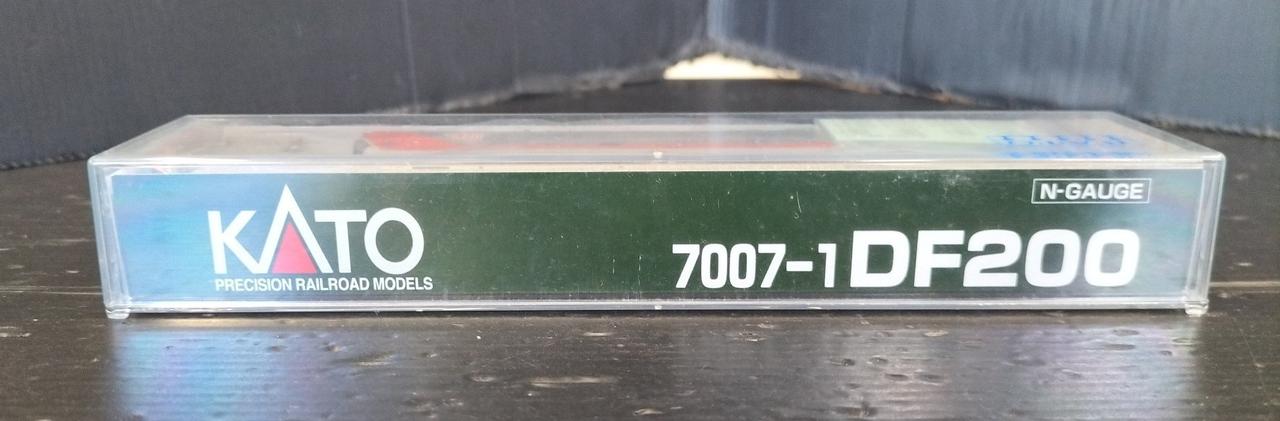 N-GAUGE
KATO
PRECISION RAILROAD MODELS
7007-1 DF200